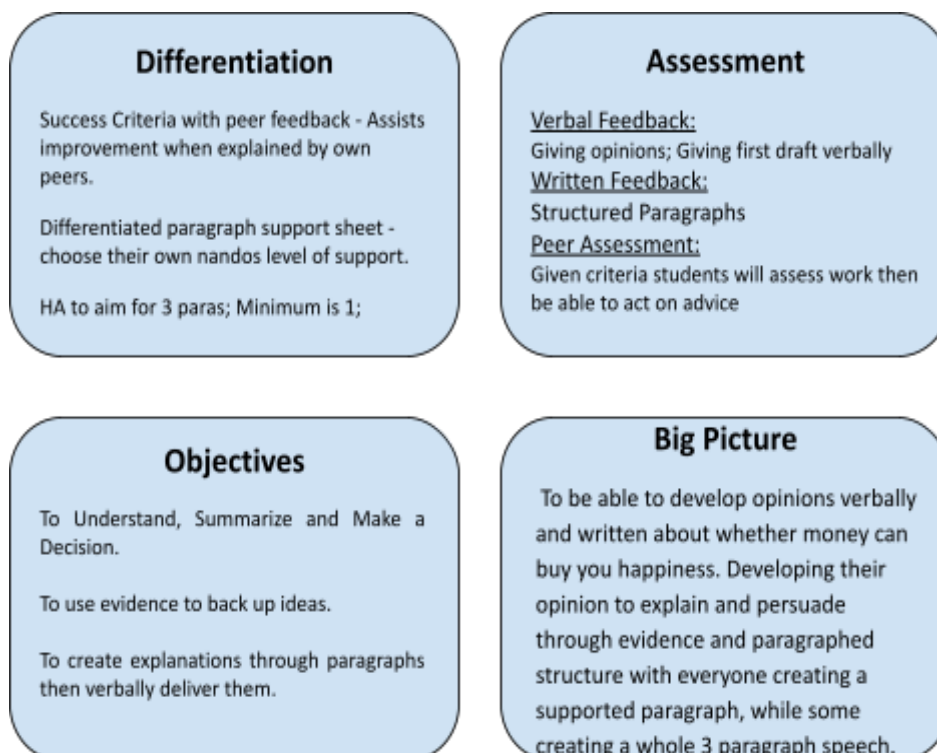 Differentiation
Success Criteria with peer feedback - Assists
improvement when explained by own
peers.
Differentiated paragraph support sheet -
choose their own nandos level of support.
HA to aim for 3 paras; Minimum is 1;
Assessment
Verbal Feedback:
Giving opinions; Giving first draft verbally
Written Feedback:
Structured Paragraphs
Peer Assessment:
Given criteria students will assess work then
be able to act on advice
Objectives
To Understand, Summarize and Make a
Decision.
To use evidence to back up ideas.
To create explanations through paragraphs
then verbally deliver them.
Big Picture
To be able to develop opinions verbally
and written about whether money can
buy you happiness. Developing their
opinion to explain and persuade
through evidence and paragraphed
structure with everyone creating a
supported paragraph, while some
creating a whole 3 paragraph speech.